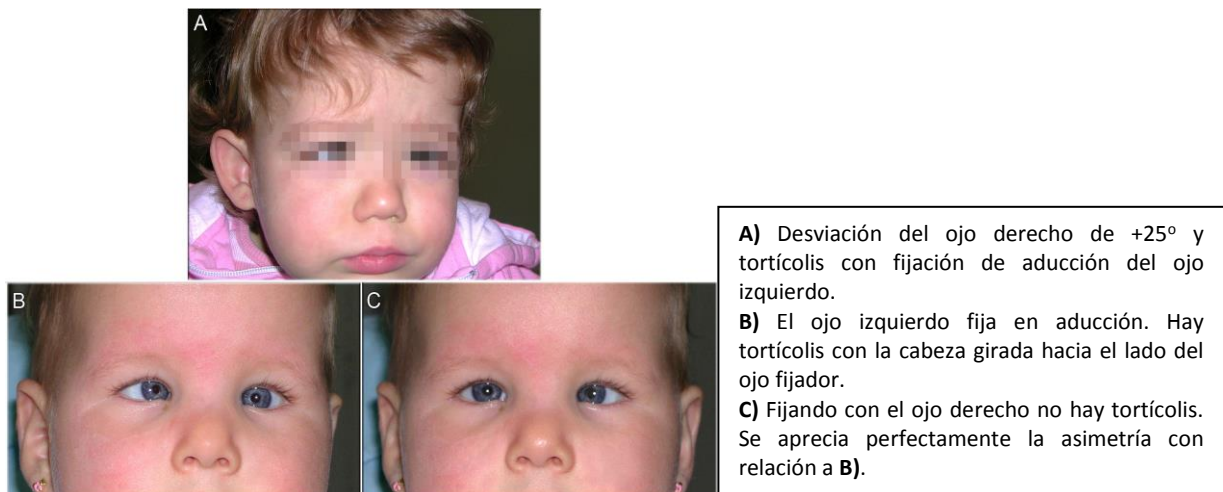 A
B
C
A) Desviación del ojo derecho de +25º y
tortícolis con fijación de aducción del ojo
izquierdo.
B) El ojo izquierdo fija en aducción. Hay
tortícolis con la cabeza girada hacia el lado del
ojo fijador.
C) Fijando con el ojo derecho no hay tortícolis.
Se aprecia perfectamente la asimetría con
relación a B).